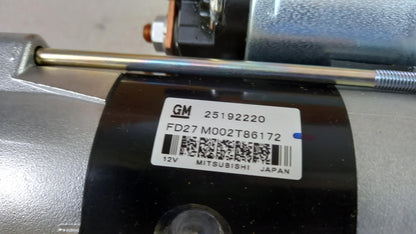 GM 25192220
FD27 M002T86172
12V MITSUBISHI JAPAN